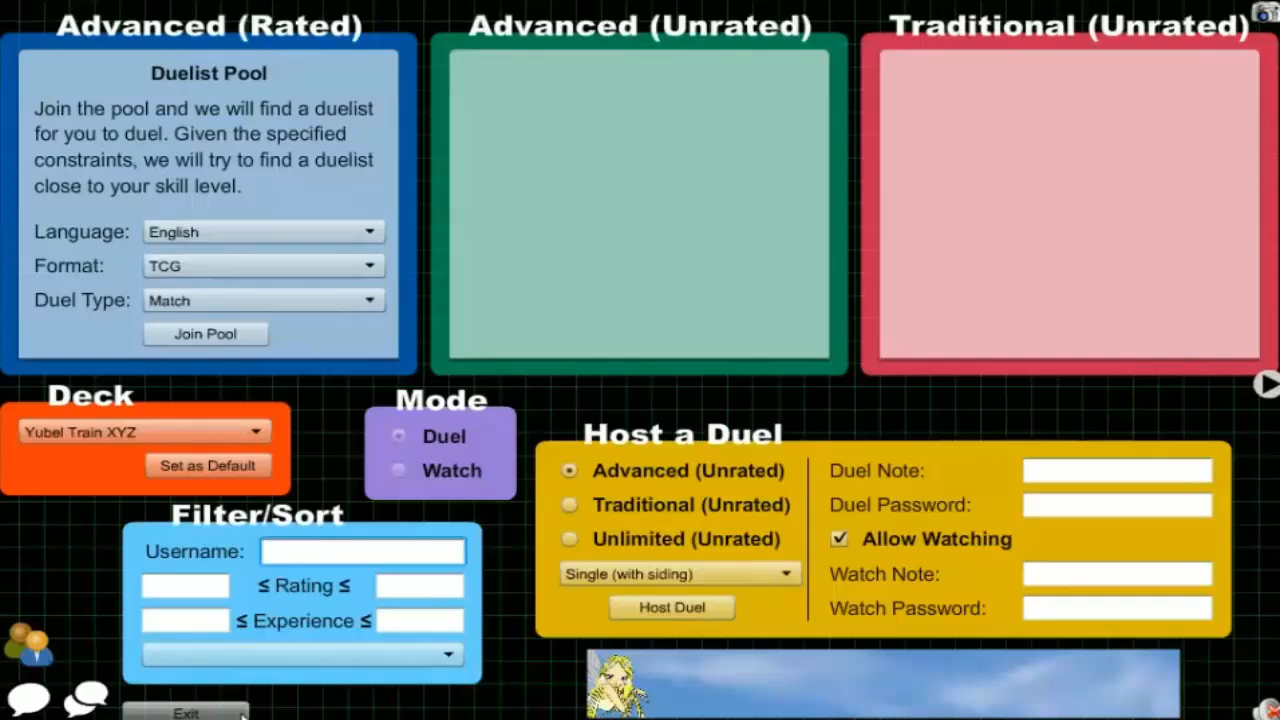 Advanced (Rated)
Advanced (Unrated)
Traditional (Unrated)
Duelist Pool
Join the pool and we will find a duelist
for you to duel. Given the specified
constraints, we will try to find a duelist
close to your skill level.
Language: English
Format: TCG
Duel Type: Match
Join Pool
Deck
Yubel Train XYZ
Set as Default
Mode
Duel
Watch
Filter/Sort
Username:
≤ Rating ≤
≤ Experience ≤
Exit
Host a Duel
Advanced (Unrated)
Traditional (Unrated)
Unlimited (Unrated)
Single (with siding)
Host Duel
Duel Note:
Duel Password:
Allow Watching
Watch Note:
Watch Password: